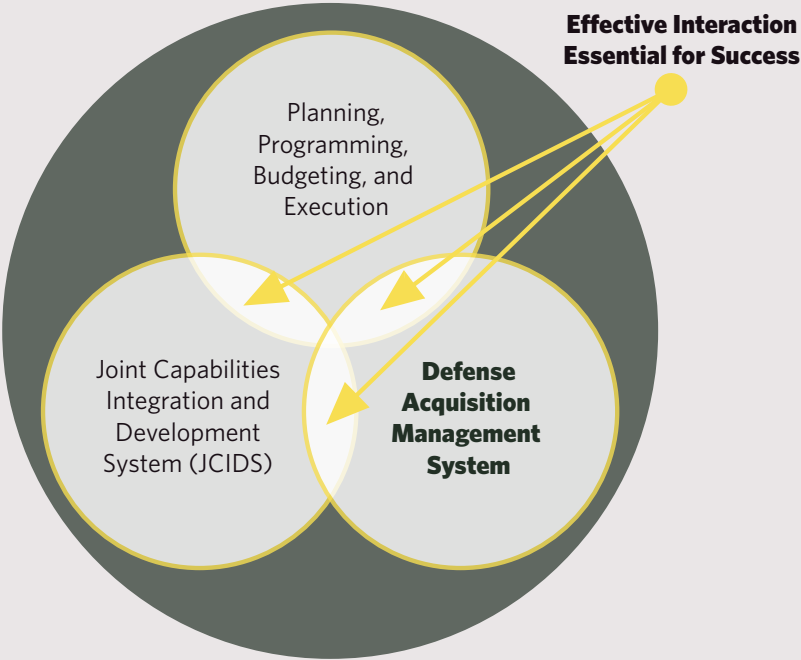 Effective Interaction
Essential for Success
Planning,
Programming,
Budgeting, and
Execution
Joint Capabilities
Integration and
Development
System (JCIDS)
Defense
Acquisition
Management
System